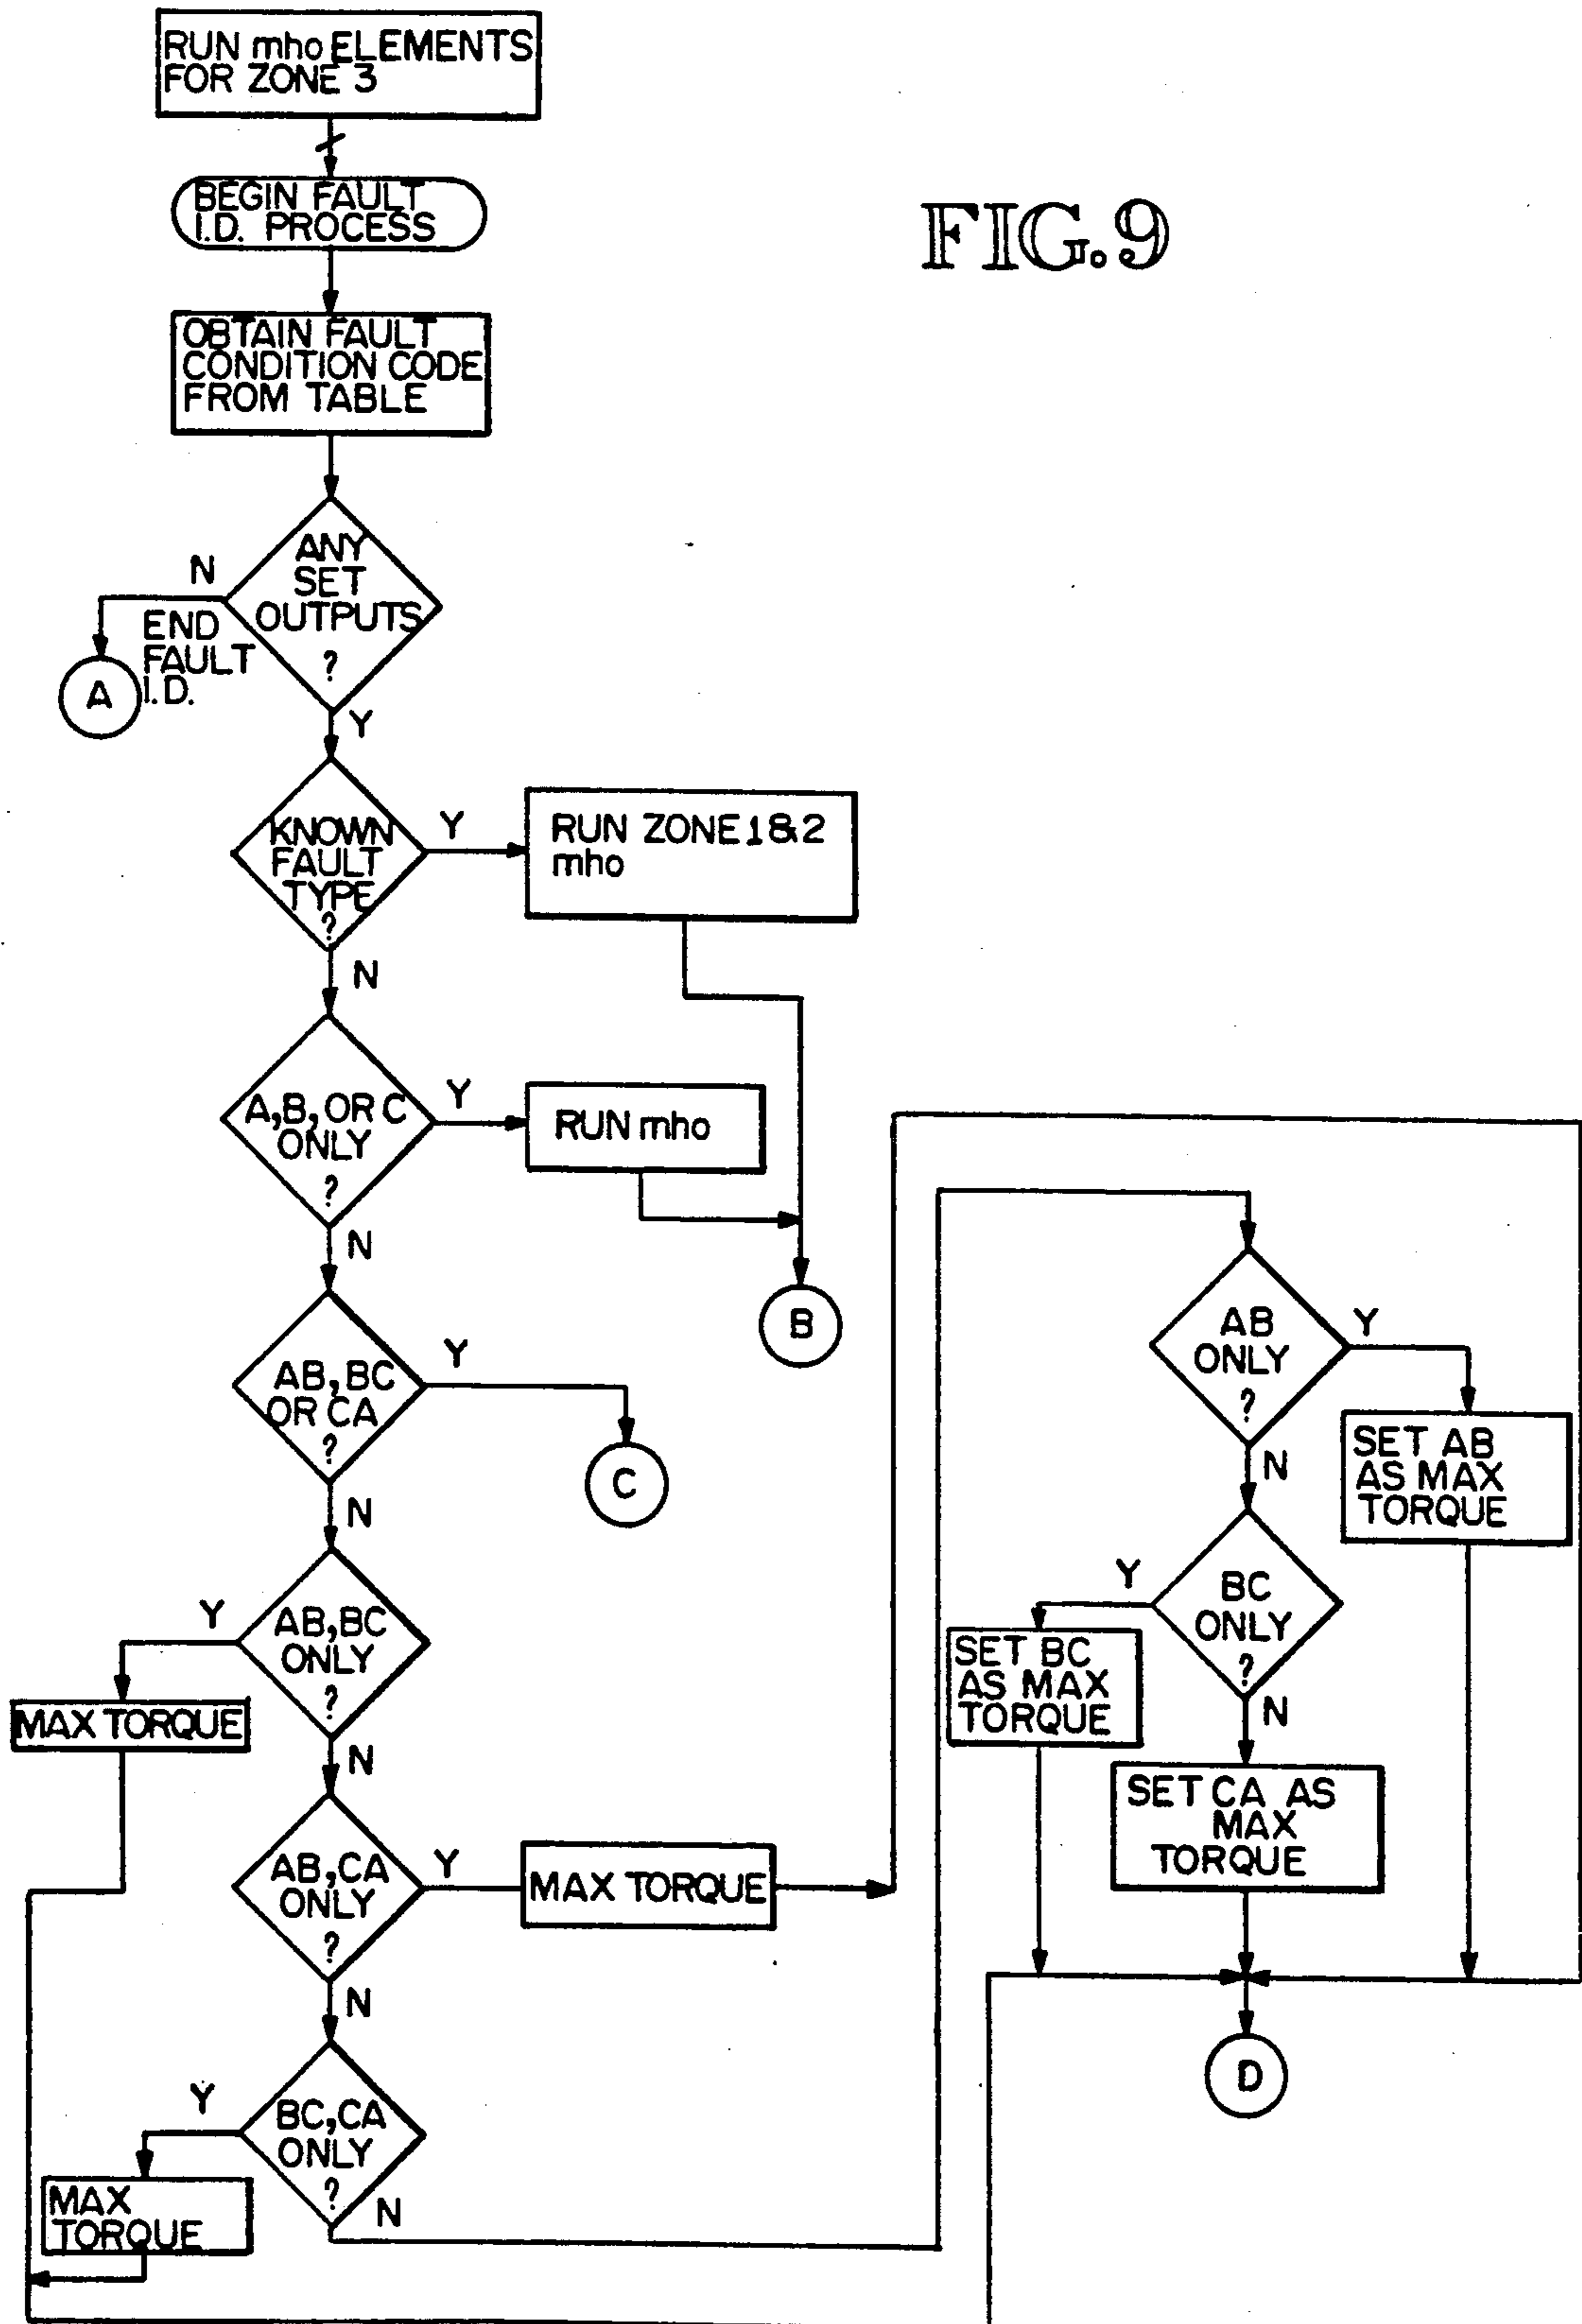 RUN mho ELEMENTS
FOR ZONE 3
BEGIN FAULT
I.D. PROCESS
FIG.9
OBTAIN FAULT
CONDITION CODE
FROM TABLE
ANY
SET
OUTPUTS
?
N
END
FAULT
I.D.
A
Y
KNOWN
FAULT
TYPE
?
Y
RUN ZONE 1&2
mho
N
A,B, OR C
ONLY
?
Y
RUN mho
B
N
AB,BC
OR CA
?
Y
C
N
AB,BC
ONLY
?
Y
MAX TORQUE
N
AB,CA
ONLY
?
Y
MAX TORQUE
N
BC,CA
ONLY
?
Y
MAX
TORQUE
N
AB
ONLY
?
Y
SET AB
AS MAX
TORQUE
N
BC
ONLY
?
Y
SET BC
AS MAX
TORQUE
N
SET CA AS
MAX
TORQUE
D